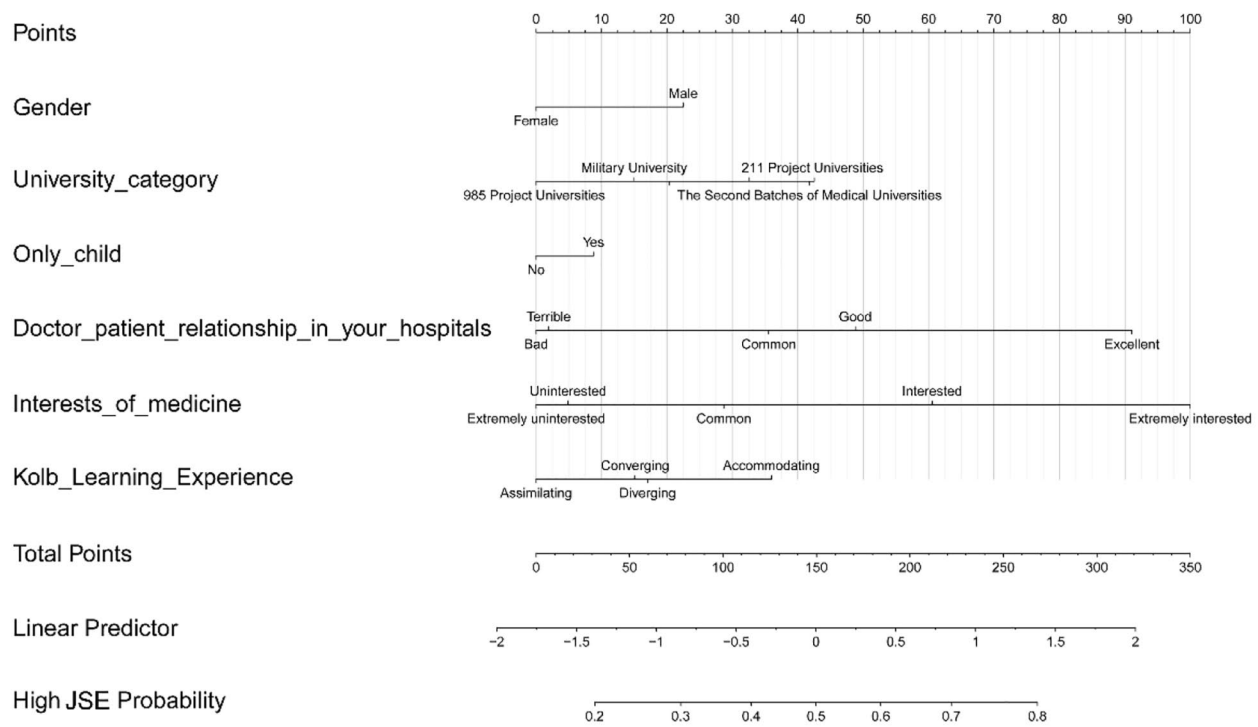 Points
0 10 20 30 40 50 60 70 80 90 100
Gender
Male
Female
University_category
Military University 211 Project Universities
985 Project Universities The Second Batches of Medical Universities
Only_child
Yes
No
Doctor_patient_relationship_in_your_hospitals
Terrible Good
Bad Common Excellent
Interests_of_medicine
Uninterested Interested
Extremely uninterested Common Extremely interested
Kolb_Learning_Experience
Converging Accommodating
Assimilating Diverging
Total Points
0 50 100 150 200 250 300 350
Linear Predictor
−2 −1.5 −1 −0.5 0 0.5 1 1.5 2
High JSE Probability
0.2 0.3 0.4 0.5 0.6 0.7 0.8